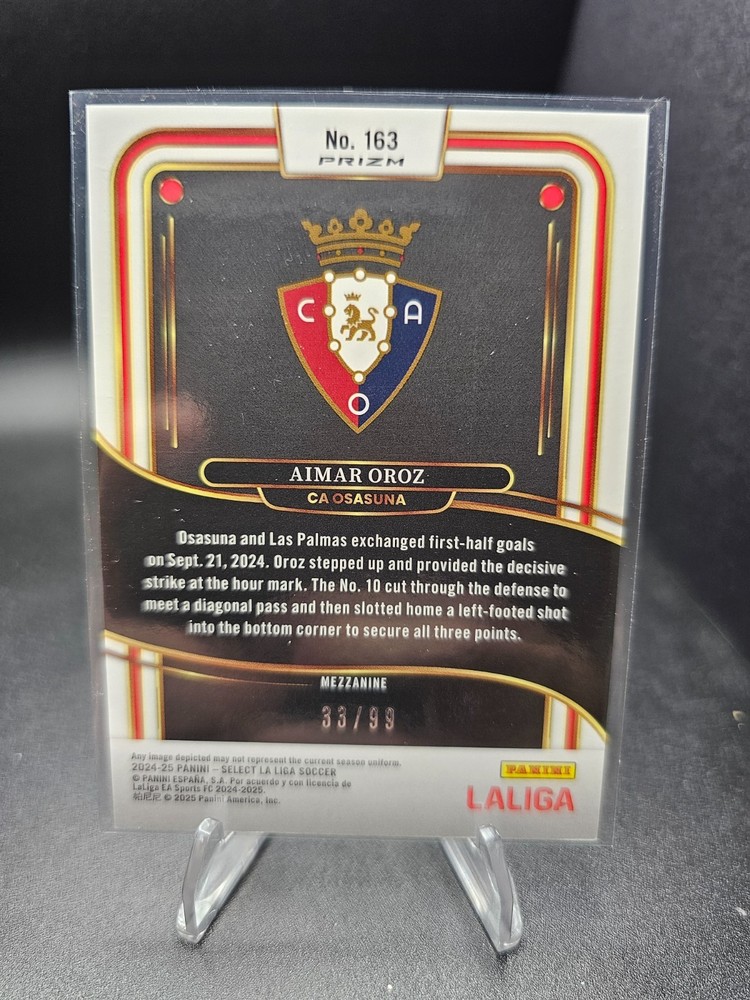 No. 163
PRIZM
C A
O
AIMAR OROZ
CA OSASUNA
Osasuna and Las Palmas exchanged first-half goals
on Sept. 21, 2024. Oroz stepped up and provided the decisive
strike at the hour mark. The No. 10 cut through the defense to
meet a diagonal pass and then slotted home a left-footed shot
into the bottom corner to secure all three points.
MEZZANINE
33/99
Any image depicted may not represent the current season uniform.
2024-25 PANINI – SELECT LA LIGA SOCCER
© PANINI ESPAÑA, S.A. Por acuerdo y con licencia de
LaLiga EA Sports FC 2024-2025.
帕尼尼 © 2025 Panini America, Inc.
PANINI
LALIGA